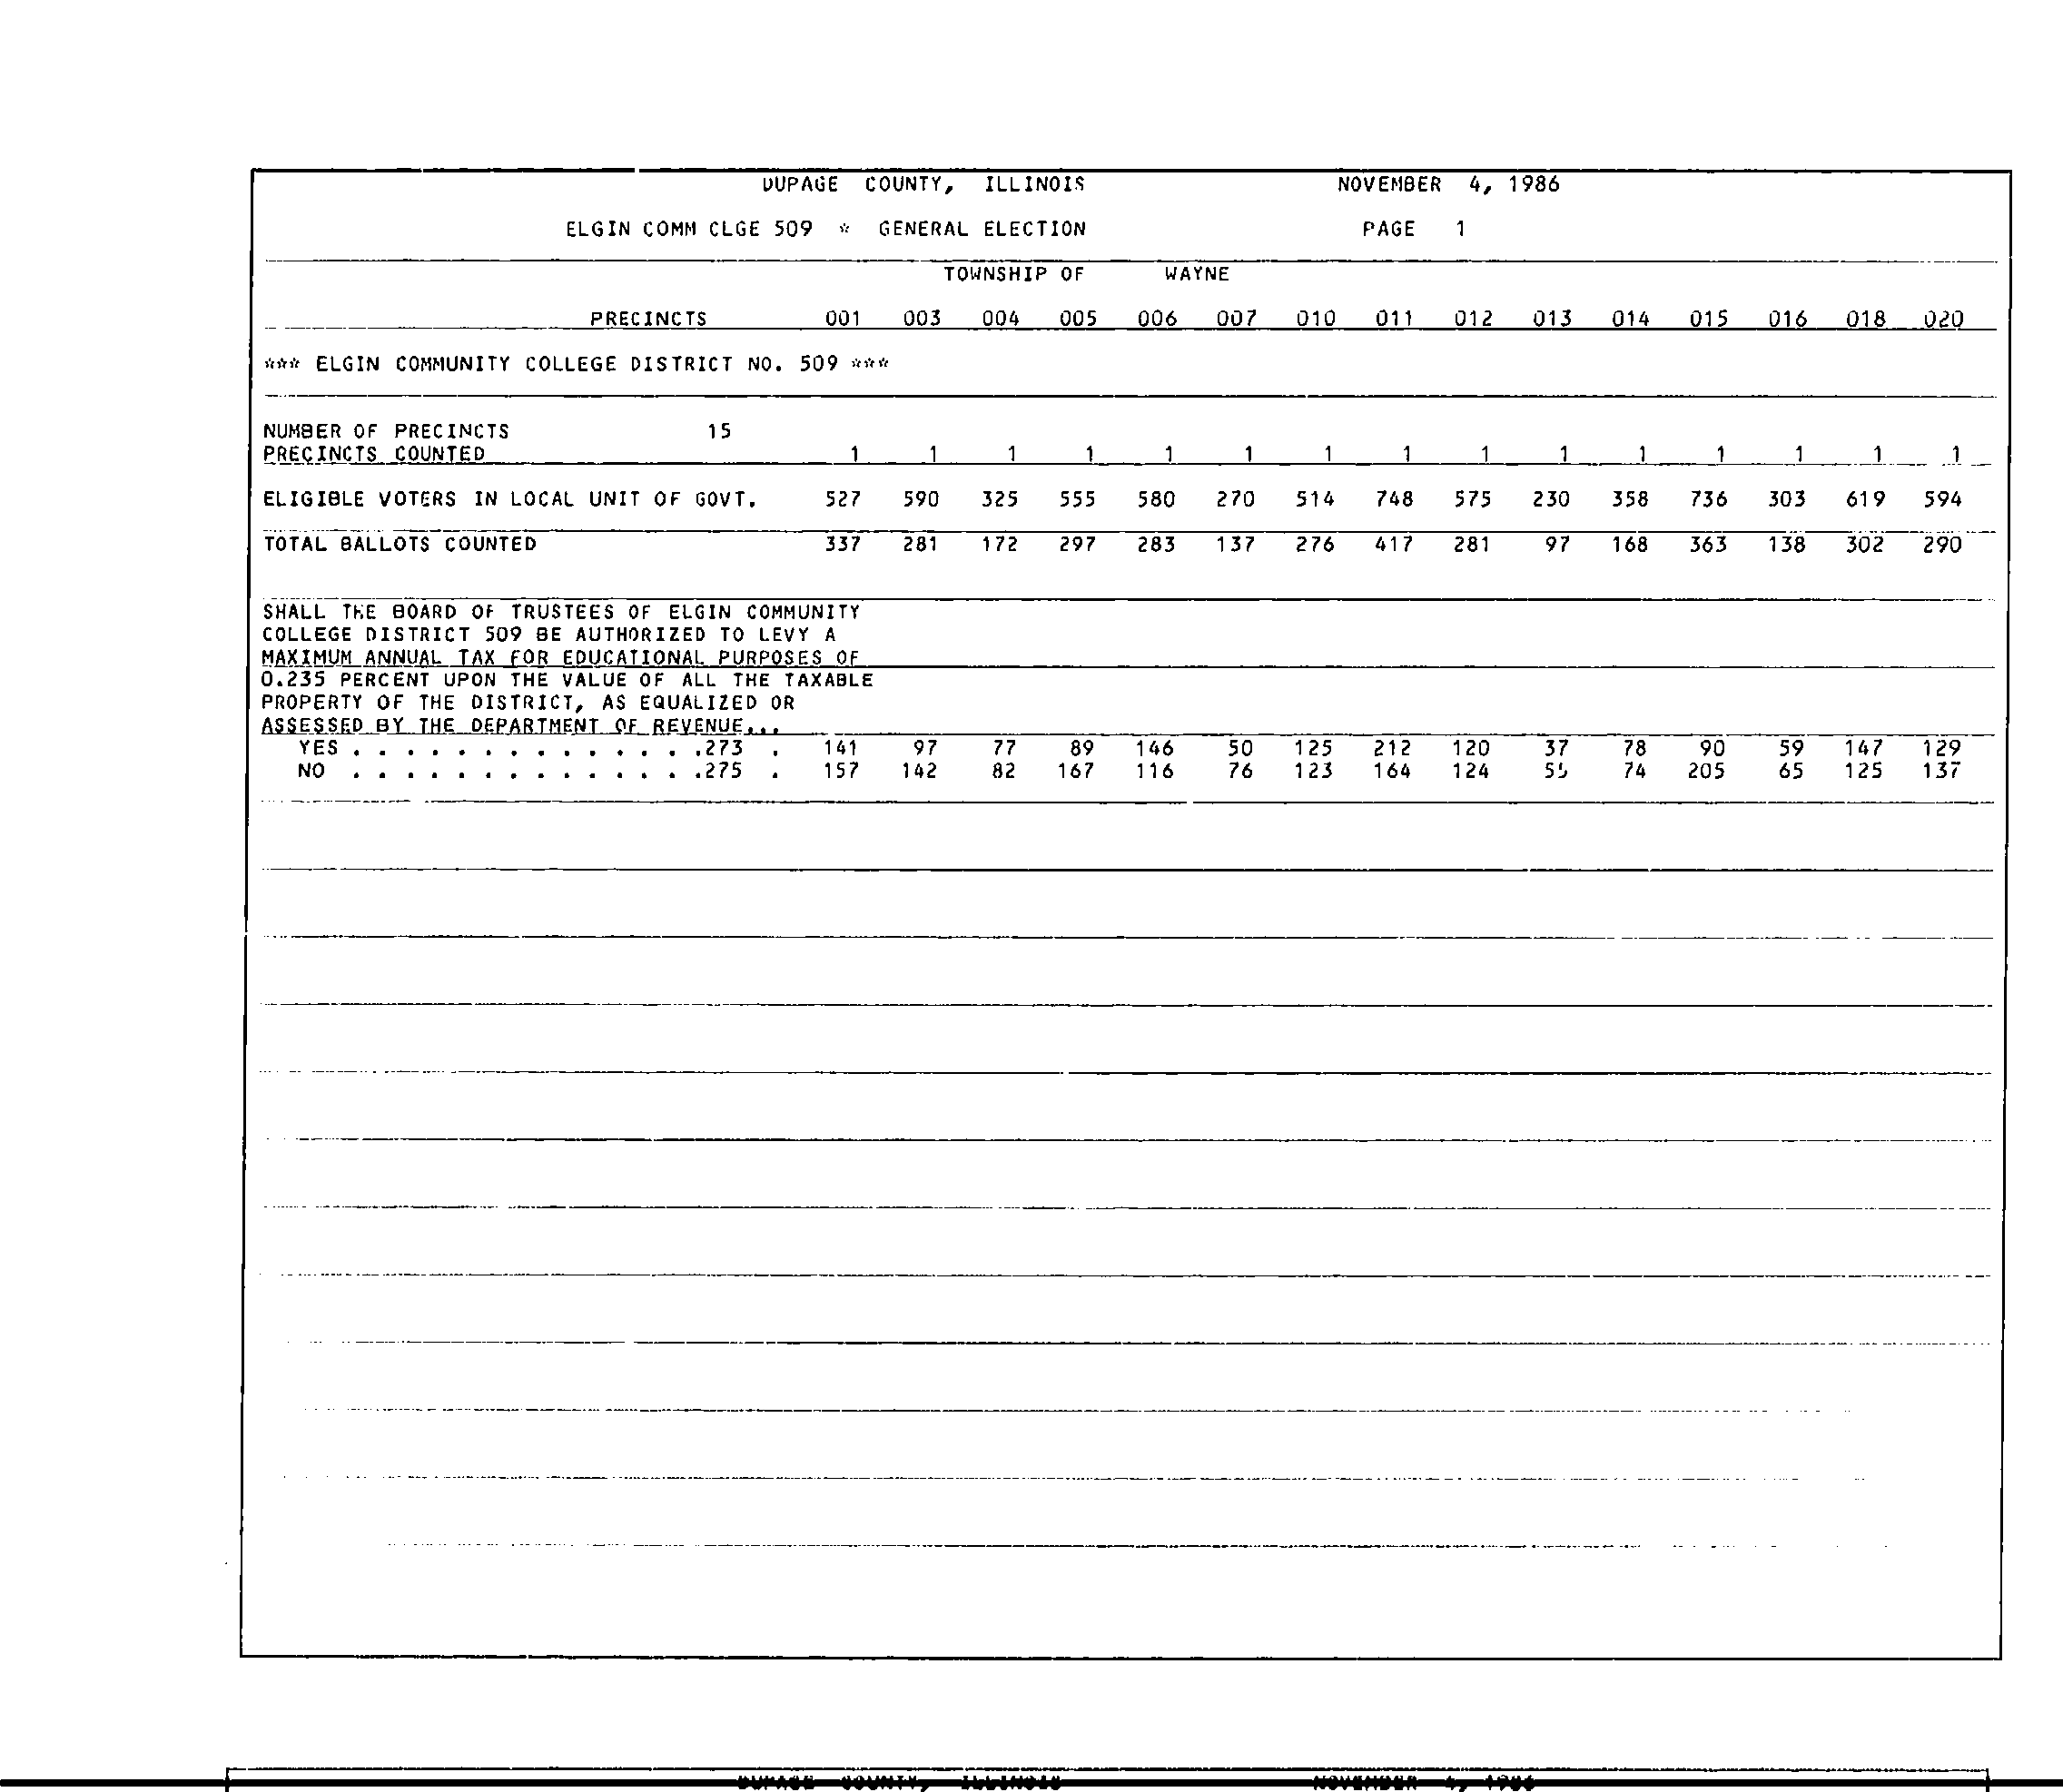 DUPAGE COUNTY, ILLINOIS NOVEMBER 4, 1986
ELGIN COMM CLGE 509 * GENERAL ELECTION PAGE 1
TOWNSHIP OF WAYNE
PRECINCTS 001 003 004 005 006 007 010 011 012 013 014 015 016 018 020
*** ELGIN COMMUNITY COLLEGE DISTRICT NO. 509 ***
NUMBER OF PRECINCTS 15
PRECINCTS COUNTED 1 1 1 1 1 1 1 1 1 1 1 1 1 1 1
ELIGIBLE VOTERS IN LOCAL UNIT OF GOVT. 527 590 325 555 580 270 514 748 575 230 358 736 303 619 594
TOTAL BALLOTS COUNTED 337 281 172 297 283 137 276 417 281 97 168 363 138 302 290
SHALL THE BOARD OF TRUSTEES OF ELGIN COMMUNITY
COLLEGE DISTRICT 509 BE AUTHORIZED TO LEVY A
MAXIMUM ANNUAL TAX FOR EDUCATIONAL PURPOSES OF
0.235 PERCENT UPON THE VALUE OF ALL THE TAXABLE
PROPERTY OF THE DISTRICT, AS EQUALIZED OR
ASSESSED BY THE DEPARTMENT OF REVENUE...
YES . . . . . . . . . . . . . .273 . 141 97 77 89 146 50 125 212 120 37 78 90 59 147 129
NO . . . . . . . . . . . . . .275 . 157 142 82 167 116 76 123 164 124 74 205 65 125 137
DUPAGE COUNTY, ILLINOIS NOVEMBER 4, 1986